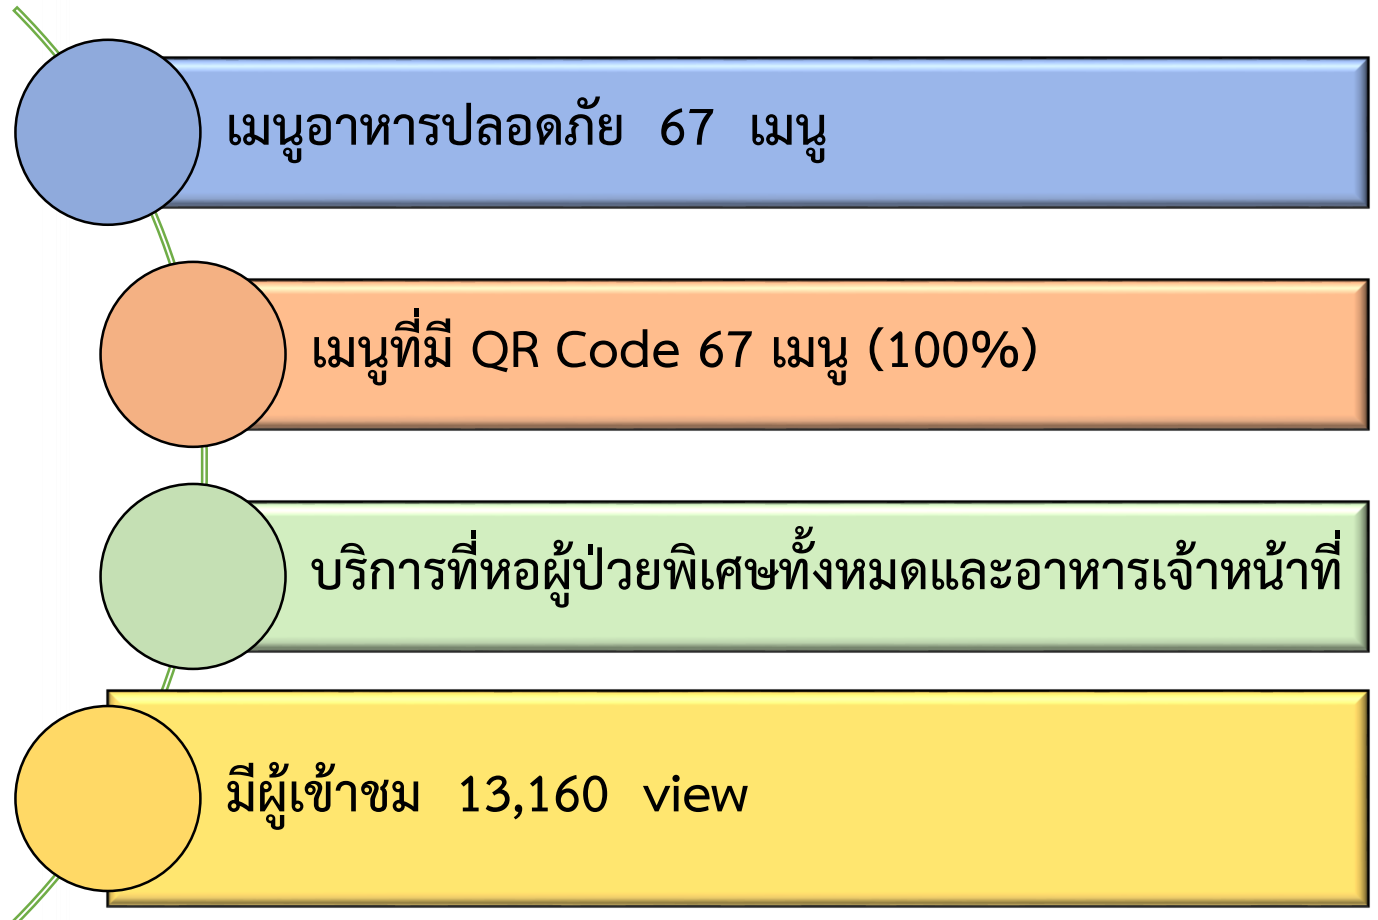 เมนูอาหารปลอดภัย 67 เมนู
เมนูที่มี QR Code 67 เมนู (100%)
บริการที่หอผู้ป่วยพิเศษทั้งหมดและอาหารเจ้าหน้าที่
มีผู้เข้าชม 13,160 view